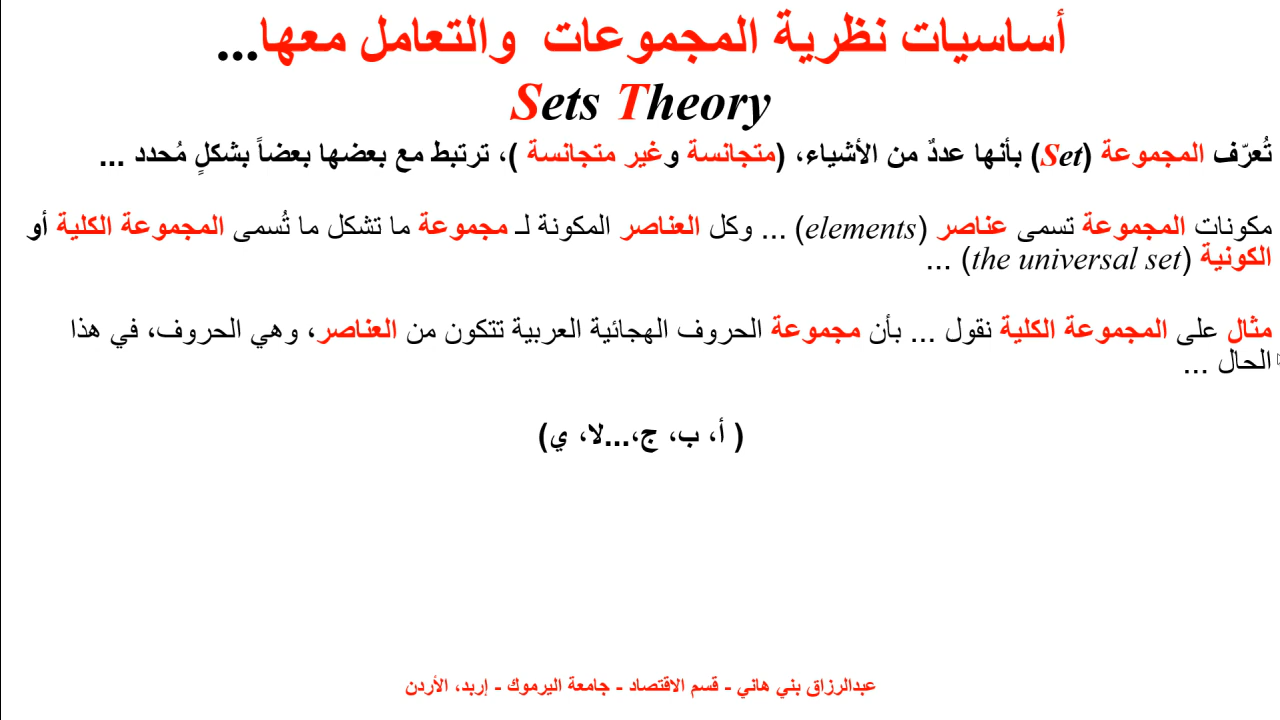 أساسيات نظرية المجموعات والتعامل معها...
Sets Theory
تُعرّف المجموعة (Set) بأنها عددٌ من الأشياء، (متجانسة وغير متجانسة )، ترتبط مع بعضها بعضاً بشكلٍ مُحدد ...
مكونات المجموعة تسمى عناصر (elements) ... وكل العناصر المكونة لـ مجموعة ما تشكل ما تُسمى المجموعة الكلية أو
الكونية (the universal set) ...
مثال على المجموعة الكلية نقول ... بأن مجموعة الحروف الهجائية العربية تتكون من العناصر، وهي الحروف، في هذا
الحال ...
( أ، ب، ج،...لا، ي)
عبدالرزاق بني هاني - قسم الاقتصاد - جامعة اليرموك - إربد، الأردن